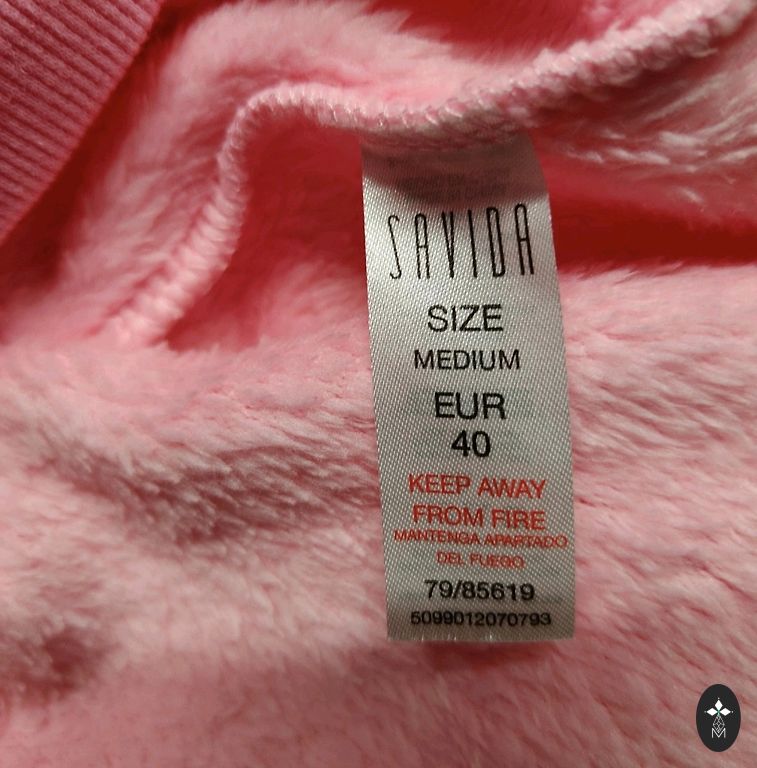 SAVIDA
SIZE
MEDIUM
EUR
40
KEEP AWAY
FROM FIRE
MANTENGA APARTADO
DEL FUEGO
79/85619
5099012070793
M